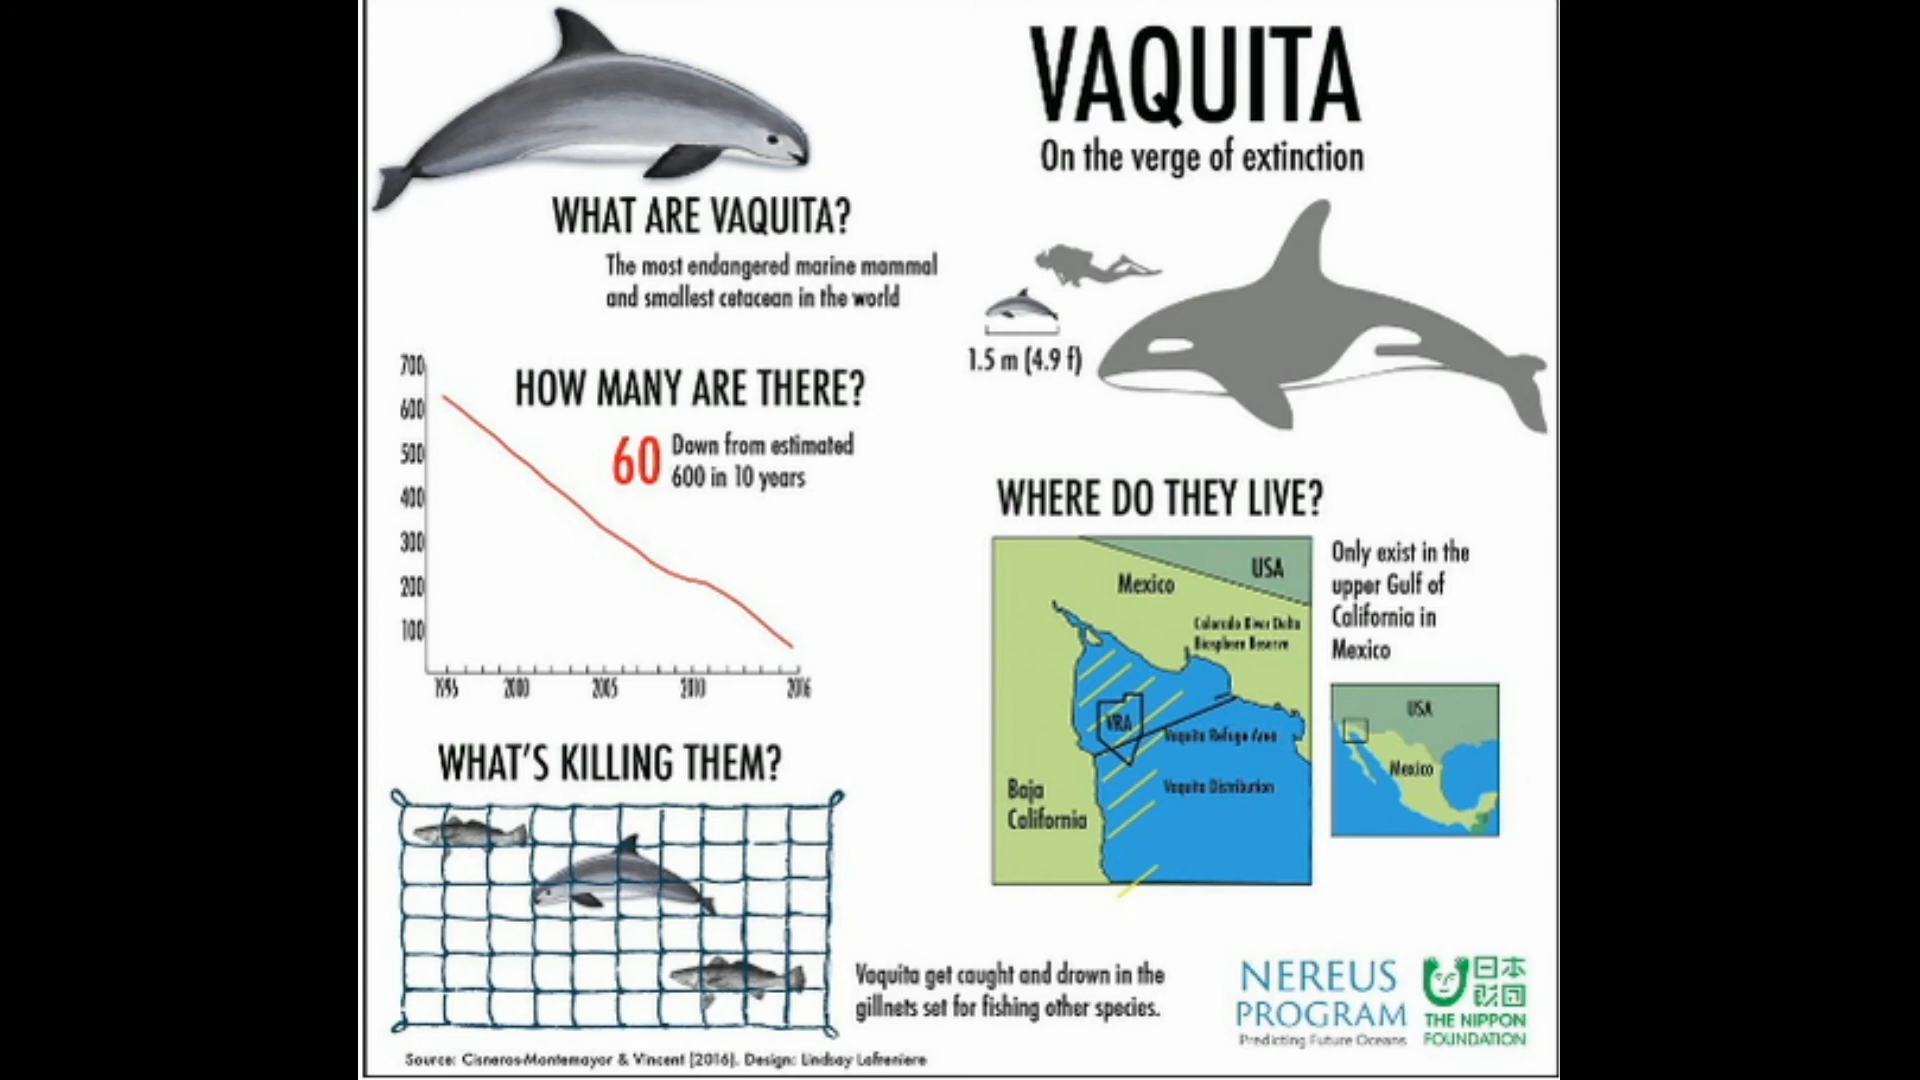 VAQUITA
On the verge of extinction
WHAT ARE VAQUITA?
The most endangered marine mammal
and smallest cetacean in the world
1.5 m (4.9 f)
HOW MANY ARE THERE?
60
Down from estimated
600 in 10 years
700
600
500
400
300
200
100
1995
2000
2005
2010
2016
WHERE DO THEY LIVE?
USA
Mexico
Colorado River Delta
Biosphere Reserve
VRA
Vaquita Refuge Area
Vaquita Distribution
Baja
California
Only exist in the
upper Gulf of
California in
Mexico
USA
Mexico
WHAT'S KILLING THEM?
Vaquita get caught and drown in the
gillnets set for fishing other species.
NEREUS
PROGRAM
Predicting Future Oceans
日本
財団
THE NIPPON
FOUNDATION
Source: Cisneros-Montemayor & Vincent (2016). Design: Lindsay Lafreniere